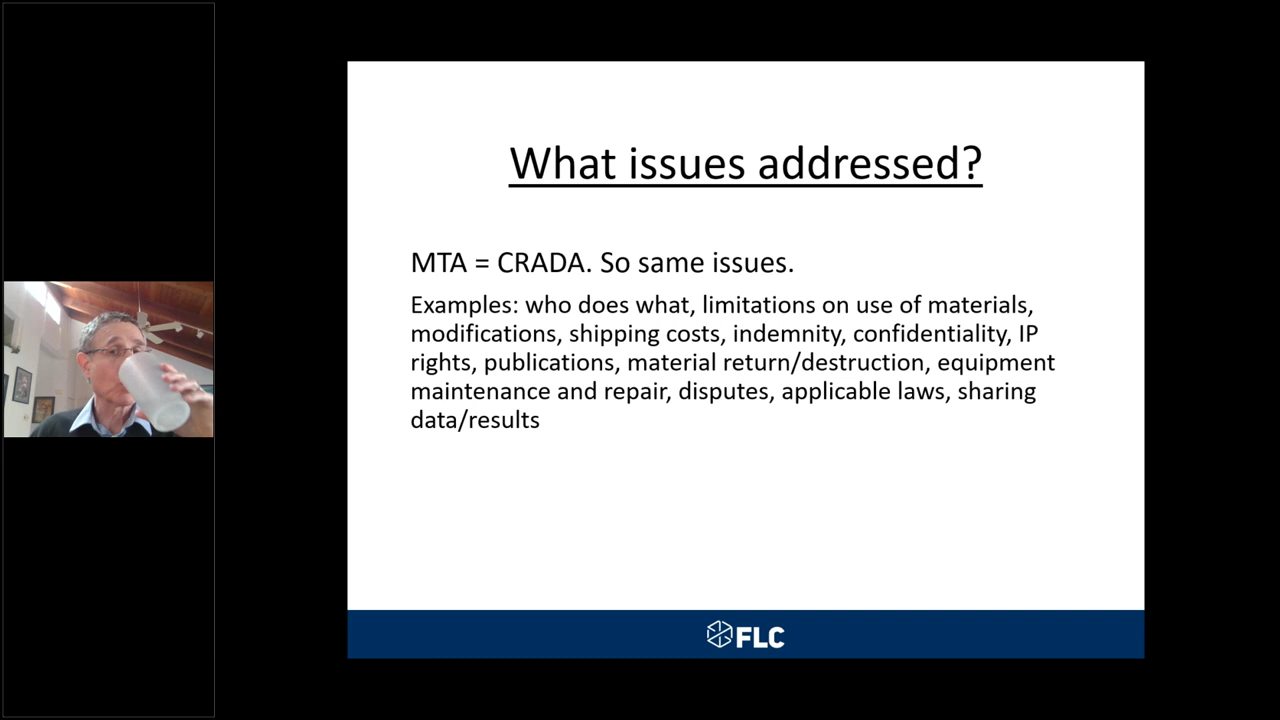 What issues addressed?
MTA = CRADA. So same issues.
Examples: who does what, limitations on use of materials,
modifications, shipping costs, indemnity, confidentiality, IP
rights, publications, material return/destruction, equipment
maintenance and repair, disputes, applicable laws, sharing
data/results
FLC